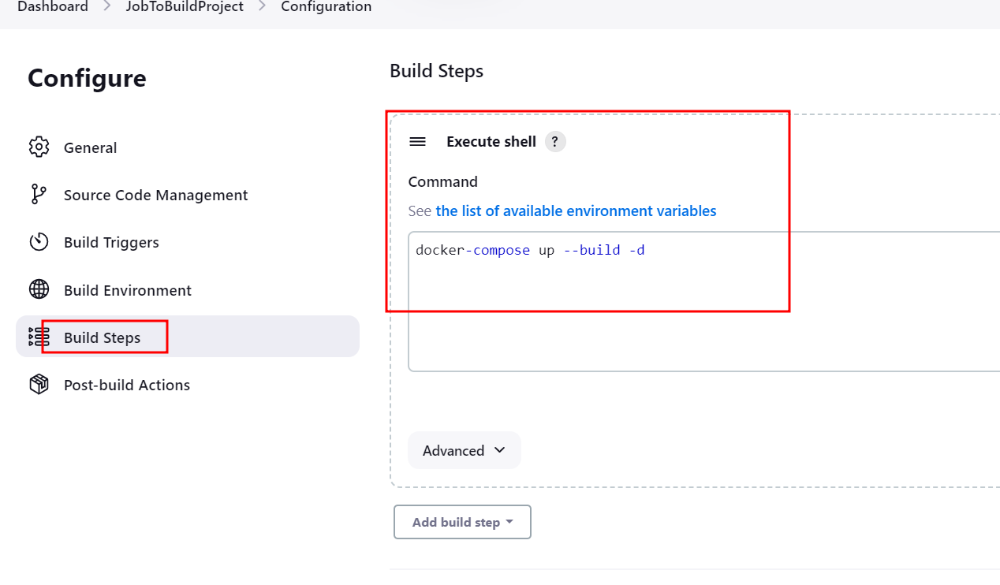 Dashboard > JobToBuildProject > Configuration
Configure
General
Source Code Management
Build Triggers
Build Environment
Build Steps
Post-build Actions
Build Steps
Execute shell ?
Command
See the list of available environment variables
docker-compose up --build -d
Advanced
Add build step